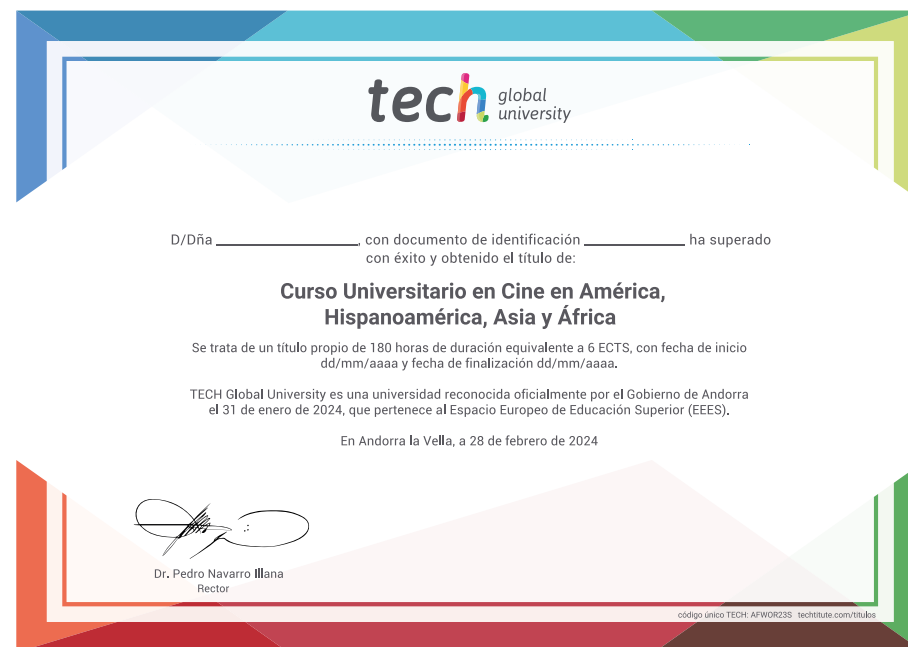 tech global university
D/Dña ____________, con documento de identificación ____________ ha superado
con éxito y obtenido el título de:
Curso Universitario en Cine en América,
Hispanoamérica, Asia y África
Se trata de un título propio de 180 horas de duración equivalente a 6 ECTS, con fecha de inicio
dd/mm/aaaa y fecha de finalización dd/mm/aaaa.
TECH Global University es una universidad reconocida oficialmente por el Gobierno de Andorra
el 31 de enero de 2024, que pertenece al Espacio Europeo de Educación Superior (EEES).
En Andorra la Vella, a 28 de febrero de 2024
Dr. Pedro Navarro Illana
Rector
código único TECH: AFWOR23S techtitute.com/titulos